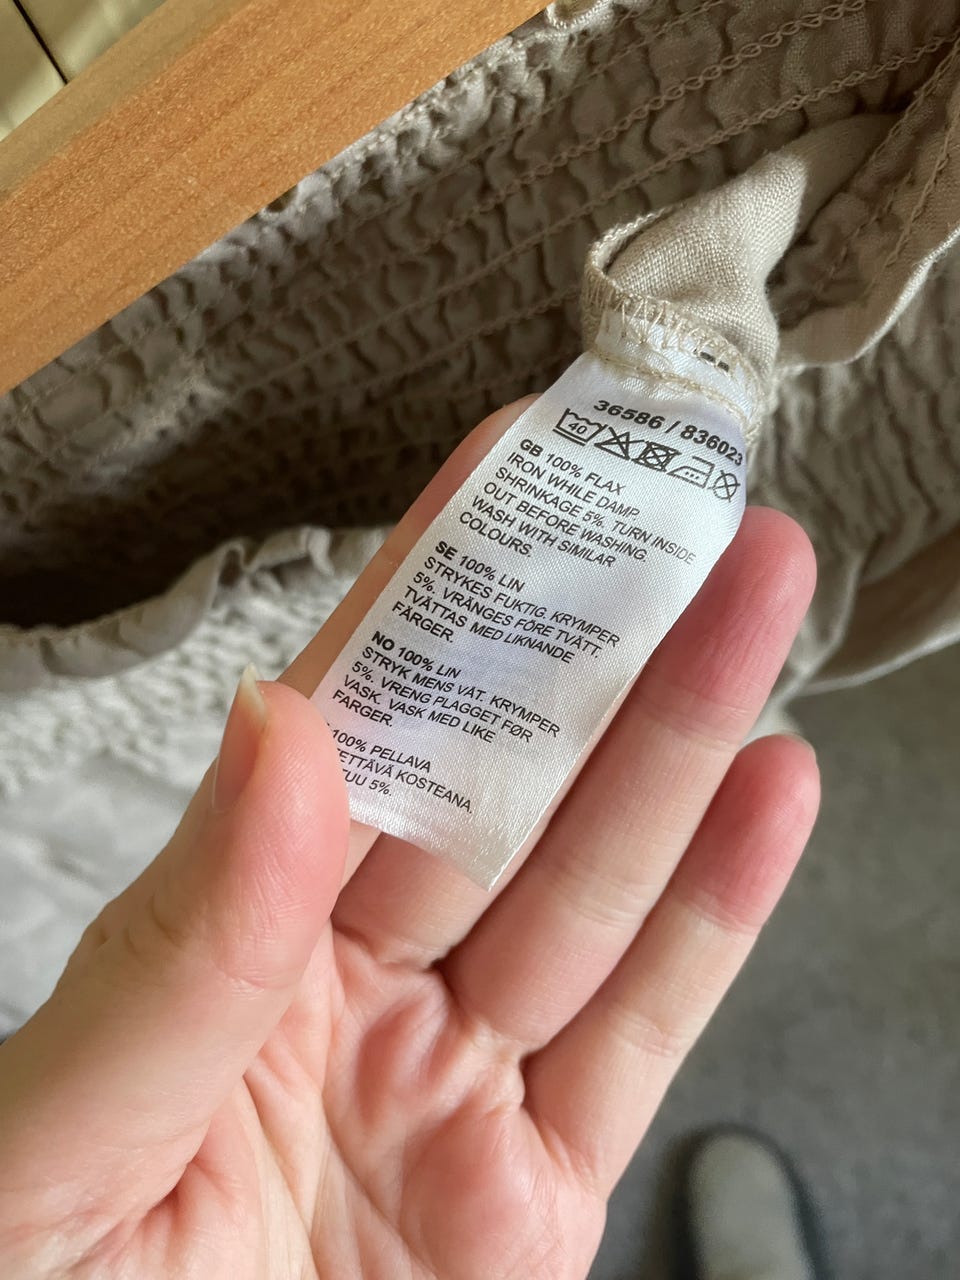 36586 / 836023
40
GB 100% FLAX
IRON WHILE DAMP.
SHRINKAGE 5%. TURN INSIDE
OUT BEFORE WASHING.
WASH WITH SIMILAR
COLOURS.
SE 100% LIN
STRYKES FUKTIG. KRYMPER
5%. VRÄNGES FÖRE TVÄTT.
TVÄTTAS MED LIKNANDE
FÄRGER.
NO 100% LIN
STRYK MENS VÅT. KRYMPER
5%. VRENG PLAGGET FØR
VASK. VASK MED LIKE
FARGER.
100% PELLAVA
KOSTEANA.
5%.